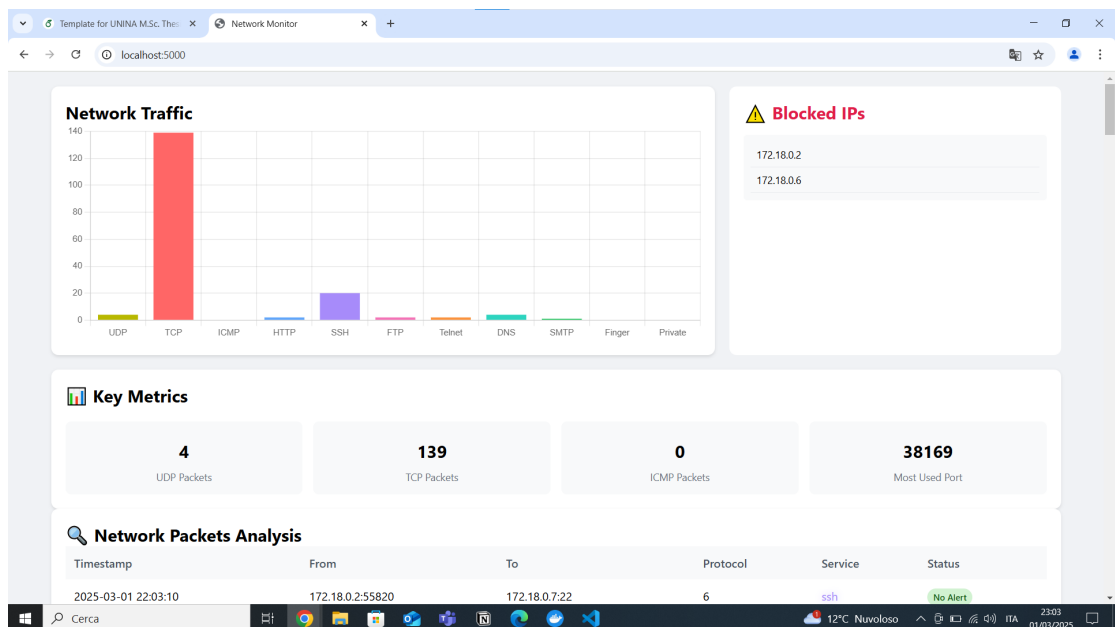 Template for UNINA M.Sc. Thes
Network Monitor
localhost:5000
Network Traffic
140
120
100
80
60
40
20
0
UDP TCP ICMP HTTP SSH FTP Telnet DNS SMTP Finger Private
Blocked IPs
172.18.0.2
172.18.0.6
Key Metrics
4
UDP Packets
139
TCP Packets
0
ICMP Packets
38169
Most Used Port
Network Packets Analysis
Timestamp From To Protocol Service Status
2025-03-01 22:03:10 172.18.0.2:55820 172.18.0.7:22 6 ssh No Alert
Cerca
12°C Nuvoloso
ITA
23:03
01/03/2025